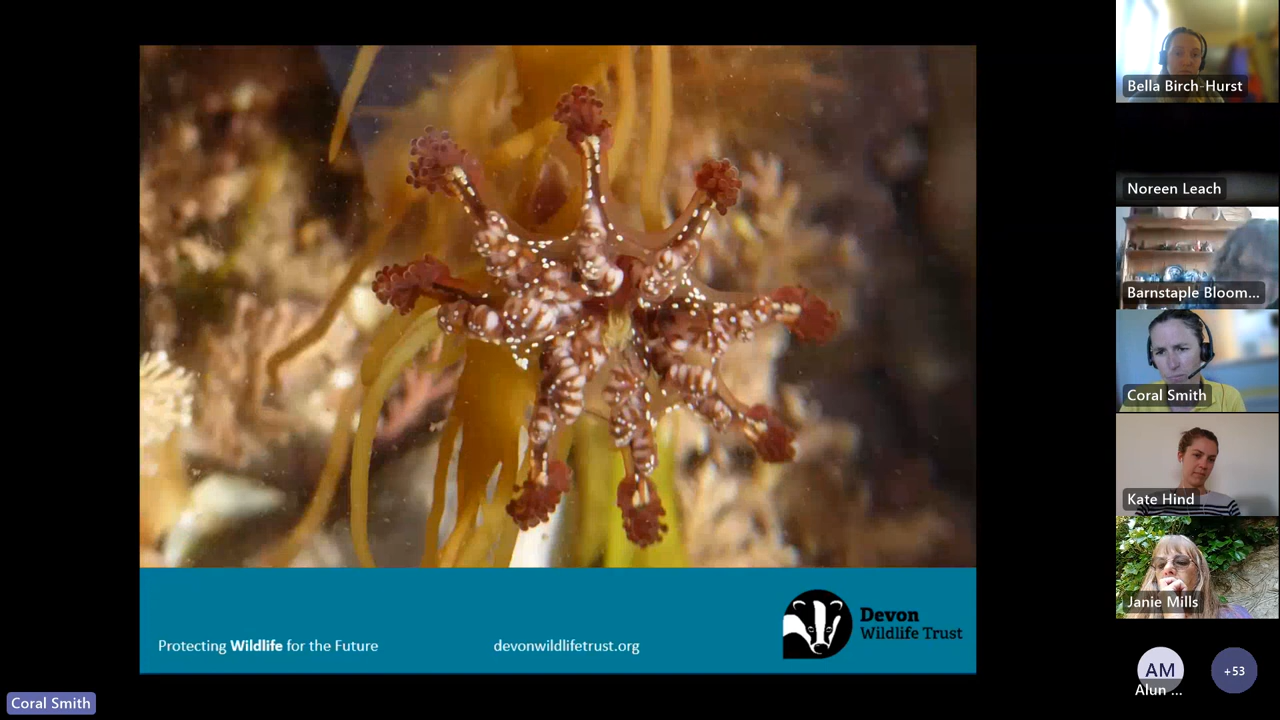 Protecting Wildlife for the Future
devonwildlifetrust.org
Devon
Wildlife Trust
Bella Birch-Hurst
Noreen Leach
Barnstaple Bloom...
Coral Smith
Kate Hind
Janie Mills
AM
Alun ...
+53
Coral Smith